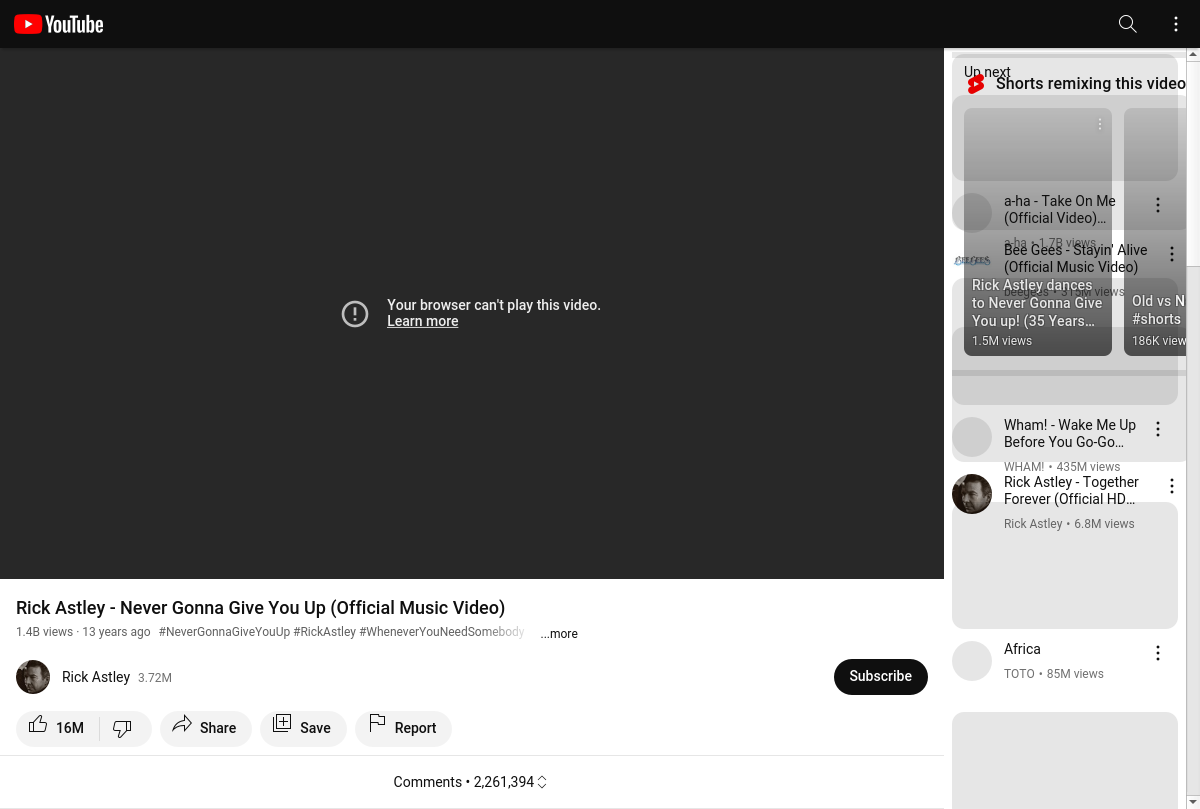 YouTube
Your browser can't play this video.
Learn more
Rick Astley - Never Gonna Give You Up (Official Music Video)
1.4B views · 13 years ago #NeverGonnaGiveYouUp #RickAstley #WheneverYouNeedSomebody
...more
Rick Astley 3.72M
Subscribe
16M
Share
Save
Report
Comments • 2,261,394
Up next
Shorts remixing this video
a-ha - Take On Me
(Official Video)…
a-ha • 1.7B views
Bee Gees - Stayin' Alive
(Official Music Video)
beegees • 315M views
Rick Astley dances
to Never Gonna Give
You up! (35 Years…
1.5M views
Old vs N
#shorts
186K view
Wham! - Wake Me Up
Before You Go-Go…
WHAM! • 435M views
Rick Astley - Together
Forever (Official HD…
Rick Astley • 6.8M views
Africa
TOTO • 85M views